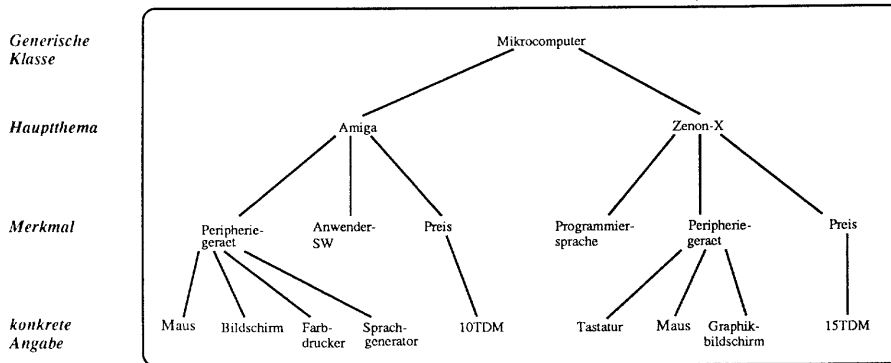 Generische
Klasse
Mikrocomputer
Hauptthema
Amiga
Zenon-X
Merkmal
Peripherie-
geraet
Anwender-
SW
Preis
Programmier-
sprache
Peripherie-
geraet
Preis
konkrete
Angabe
Maus
Bildschirm
Farb-
drucker
Sprach-
generator
10TDM
Tastatur
Maus
Graphik-
bildschirm
15TDM